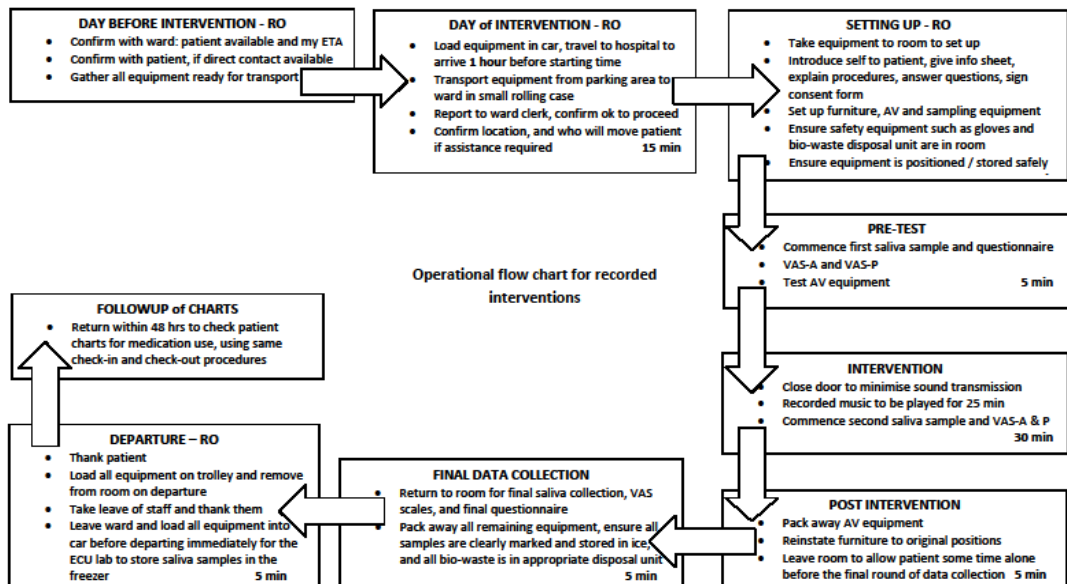 DAY BEFORE INTERVENTION - RO
• Confirm with ward: patient available and my ETA
• Confirm with patient, if direct contact available
• Gather all equipment ready for transport
DAY of INTERVENTION - RO
• Load equipment in car, travel to hospital to
arrive 1 hour before starting time
• Transport equipment from parking area to
ward in small rolling case
• Report to ward clerk, confirm ok to proceed
• Confirm location, and who will move patient
if assistance required 15 min
SETTING UP - RO
• Take equipment to room to set up
• Introduce self to patient, give info sheet,
explain procedures, answer questions, sign
consent form
• Set up furniture, AV and sampling equipment
• Ensure safety equipment such as gloves and
bio-waste disposal unit are in room
• Ensure equipment is positioned / stored safely
PRE-TEST
• Commence first saliva sample and questionnaire
• VAS-A and VAS-P
• Test AV equipment 5 min
Operational flow chart for recorded
interventions
INTERVENTION
• Close door to minimise sound transmission
• Recorded music to be played for 25 min
• Commence second saliva sample and VAS-A & P
30 min
POST INTERVENTION
• Pack away AV equipment
• Reinstate furniture to original positions
• Leave room to allow patient some time alone
before the final round of data collection 5 min
FINAL DATA COLLECTION
• Return to room for final saliva collection, VAS
scales, and final questionnaire
• Pack away all remaining equipment, ensure all
samples are clearly marked and stored in ice,
and all bio-waste is in appropriate disposal unit
5 min
DEPARTURE – RO
• Thank patient
• Load all equipment on trolley and remove
from room on departure
• Take leave of staff and thank them
• Leave ward and load all equipment into
car before departing immediately for the
ECU lab to store saliva samples in the
freezer 5 min
FOLLOWUP of CHARTS
• Return within 48 hrs to check patient
charts for medication use, using same
check-in and check-out procedures